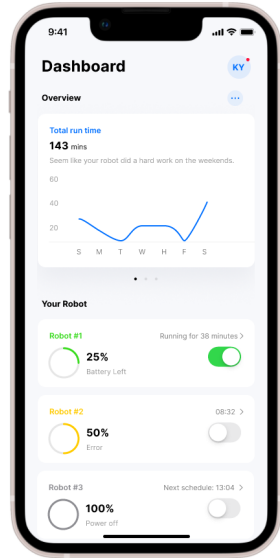 9:41
Dashboard
KY
Overview
Total run time
143 mins
Seem like your robot did a hard work on the weekends.
60
40
20
S M T W H F S
Your Robot
Robot #1
Running for 38 minutes >
25%
Battery Left
Robot #2
08:32 >
50%
Error
Robot #3
Next schedule: 13:04 >
100%
Power off